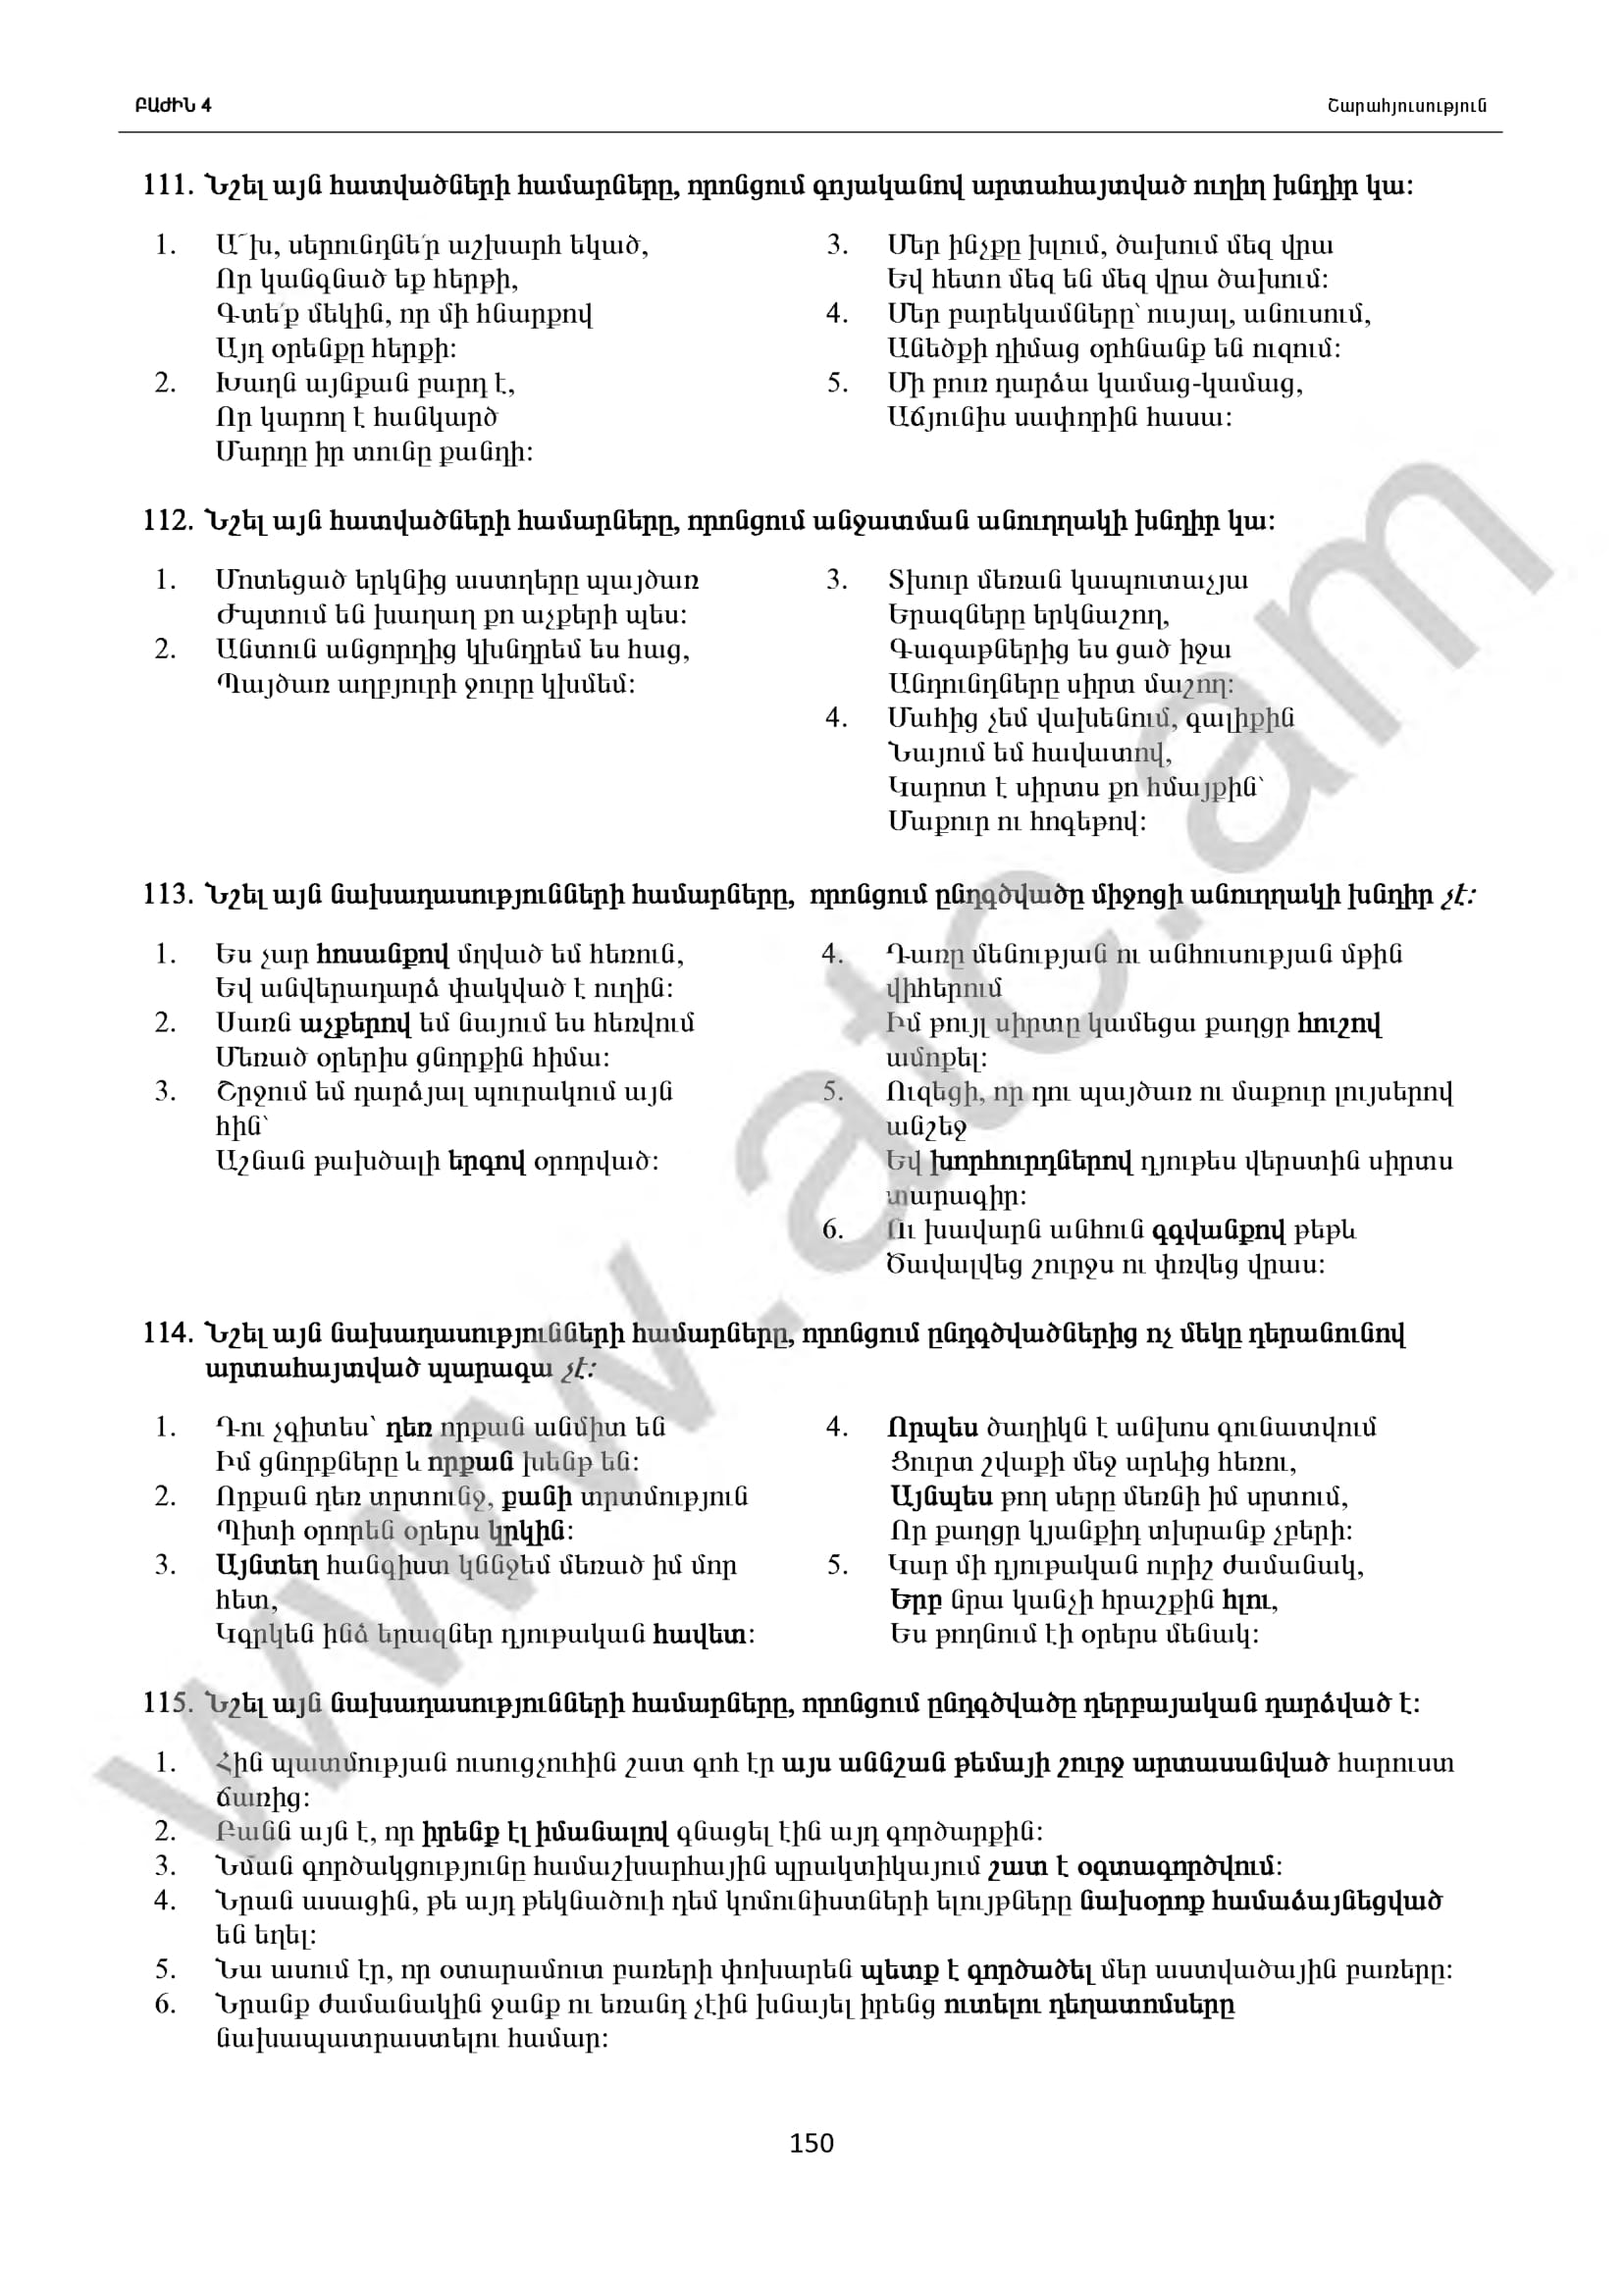 ԲԱԺԻՆ 4
Շարահյուսություն
111. Նշել այն հատվածների համարները, որոնցում գոյականով արտահայտված ուղիղ խնդիր կա:
1. Ա՜խ, սերունդնե՛ր աշխարհ եկած,
Որ կանգնած եք հերթի,
Գտե՛ք մեկին, որ մի հնարքով
Այդ օրենքը հերքի:
2. Խաղն այնքան բարդ է,
Որ կարող է հանկարծ
Մարդը իր տունը քանդի:
3. Մեր ինչքը խլում, ծախում մեզ վրա
Եվ հետո մեզ են մեզ վրա ծախում:
4. Մեր բարեկամները՝ ուսյալ, անուսում,
Անեծքի դիմաց օրհնանք են ուզում:
5. Մի բուռ դարձա կամաց-կամաց,
Աճյունիս սափորին հասա:
112. Նշել այն հատվածների համարները, որոնցում անջատման անուղղակի խնդիր կա:
1. Մոտեցած երկնից աստղերը պայծառ
Ժպտում են խաղաղ քո աչքերի պես:
2. Անտուն անցորդից կխնդրեմ ես հաց,
Պայծառ աղբյուրի ջուրը կխմեմ:
3. Տխուր մեռան կապուտաչյա
Երազները երկնաշող,
Գագաթներից ես ցած իջա
Անդունդները սիրտ մաշող:
4. Մահից չեմ վախենում, գալիքին
Նայում եմ հավատով,
Կարոտ է սիրտս քո հմայքին՝
Մաքուր ու հոգեթով:
113. Նշել այն նախադասությունների համարները, որոնցում ընդգծվածը միջոցի անուղղակի խնդիր չէ:
1. Ես չար հոսանքով մղված եմ հեռուն,
Եվ անվերադարձ փակված է ուղին:
2. Սառն աչքերով եմ նայում ես հեռվում
Մեռած օրերիս ցնորքին հիմա:
3. Շրջում եմ դարձյալ պուրակում այն
հին՝
Աշնան թախծալի երգով օրորված:
4. Դառը մենության ու անհուսության մթին
վիհերում
Իմ թույլ սիրտը կամեցա քաղցր հուշով
ամոքել:
5. Ուզեցի, որ դու պայծառ ու մաքուր լույսերով
անշեջ
Եվ խորհուրդներով դյութես վերստին սիրտս
տարագիր:
6. Ու խավարն անհուն գգվանքով թեթև
Ծավալվեց շուրջս ու փռվեց վրաս:
114. Նշել այն նախադասությունների համարները, որոնցում ընդգծվածներից ոչ մեկը դերանունով
արտահայտված պարագա չէ:
1. Դու չգիտես՝ դեռ որքան անմիտ են
Իմ ցնորքները և որքան խենթ են:
2. Որքան դեռ տրտունջ, քանի տրտմություն
Պիտի օրորեն օրերս կրկին:
3. Այնտեղ հանգիստ կննջեմ մեռած իմ մոր
հետ,
Կգրկեն ինձ երազներ դյութական հավետ:
4. Որպես ծաղիկն է անխոս գունատվում
Ցուրտ շվաքի մեջ արևից հեռու,
Այնպես թող սերը մեռնի իմ սրտում,
Որ քաղցր կյանքիդ տխրանք չբերի:
5. Կար մի դյութական ուրիշ ժամանակ,
Երբ նրա կանչի հրաշքին հլու,
Ես թողնում էի օրերս մենակ:
115. Նշել այն նախադասությունների համարները, որոնցում ընդգծվածը դերբայական դարձված է:
1. Հին պատմության ուսուցչուհին շատ գոհ էր այս աննշան թեմայի շուրջ արտասանված հարուստ
ճառից:
2. Բանն այն է, որ իրենք էլ իմանալով գնացել էին այդ գործարքին:
3. Նման գործակցությունը համաշխարհային պրակտիկայում շատ է օգտագործվում:
4. Նրան ասացին, թե այդ թեկնածուի դեմ կոմունիստների ելույթները նախօրոք համաձայնեցված
են եղել:
5. Նա ասում էր, որ օտարամուտ բառերի փոխարեն պետք է գործածել մեր աստվածային բառերը:
6. Նրանք ժամանակին ջանք ու եռանդ չէին խնայել իրենց ուտելու դեղատոմսերը
նախապատրաստելու համար:
150
www.atc.am